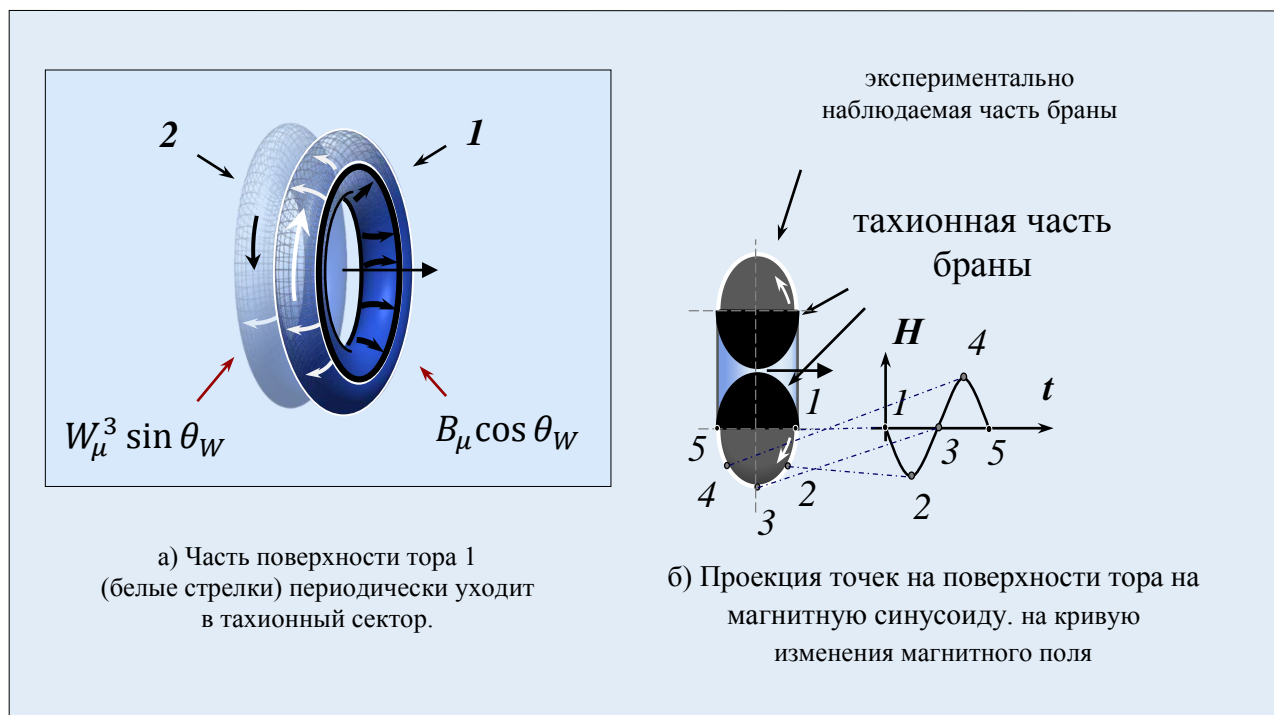 2
1
W_μ^3 sin θ_W
B_μ cos θ_W
а) Часть поверхности тора 1
(белые стрелки) периодически уходит
в тахионный сектор.
экспериментально
наблюдаемая часть браны
тахионная часть
браны
H
4
1
1
t
5
3
5
4
2
2
3
б) Проекция точек на поверхности тора на
магнитную синусоиду. на кривую
изменения магнитного поля